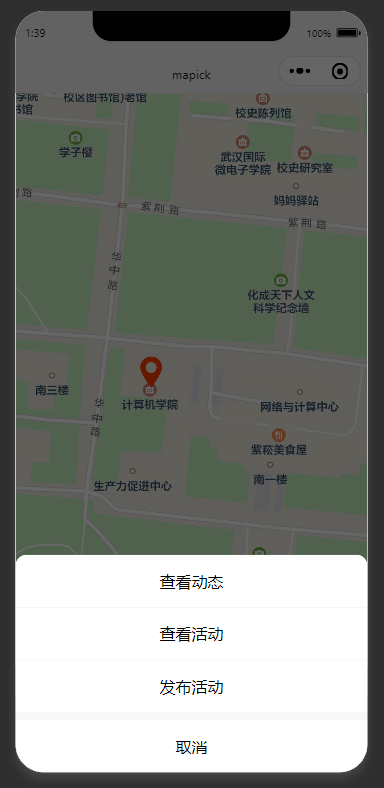 1:39
100%
mapick
学院
书馆
校区图书馆)老馆
校史陈列馆
学子樱
武汉国际
微电子学院
校史研究室
妈妈驿站
荆 路
紫 荆 路
紫 荆 路
华
中
路
化成天下人文
科学纪念墙
南三楼
计算机学院
网络与计算中心
华
中
路
紫菘美食屋
南一楼
生产力促进中心
查看动态
查看活动
发布活动
取消